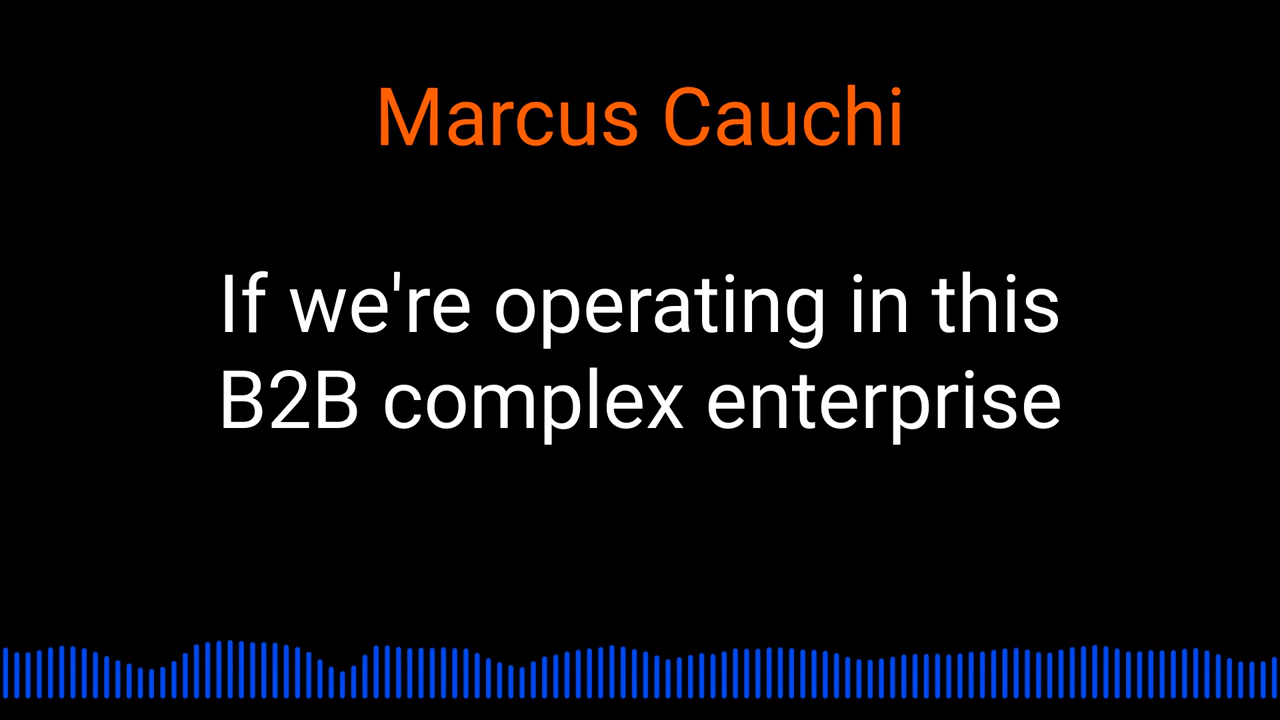 Marcus Cauchi
If we're operating in this
B2B complex enterprise